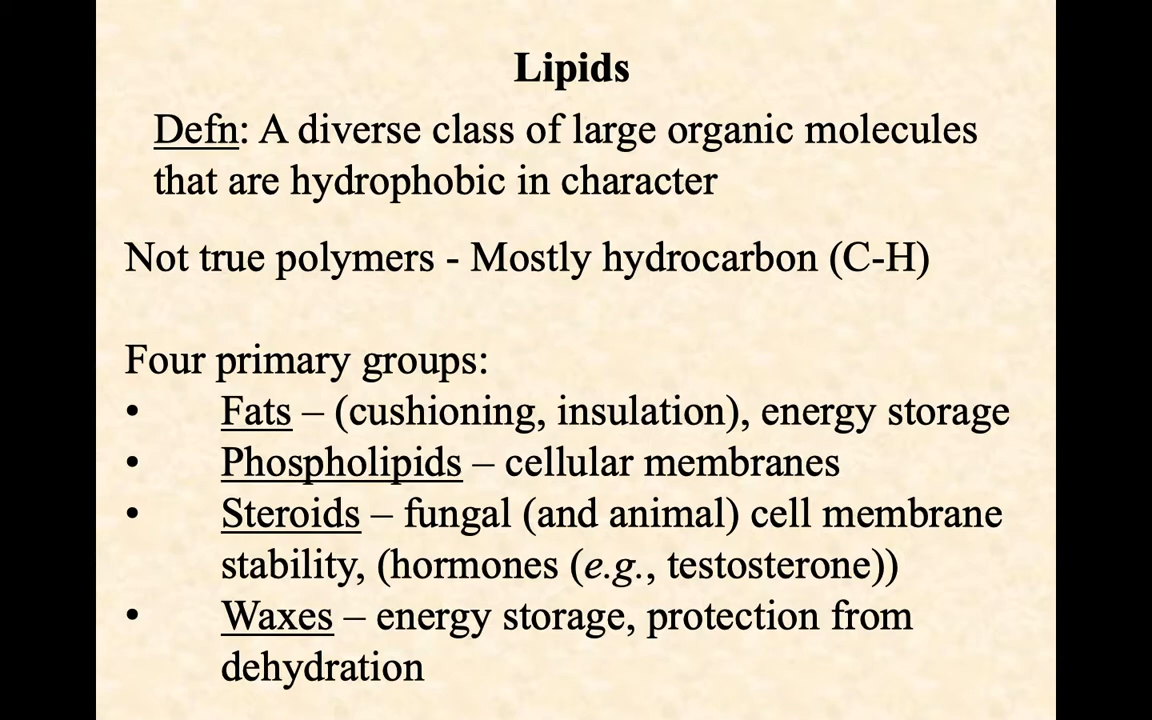 Lipids
Defn: A diverse class of large organic molecules
that are hydrophobic in character
Not true polymers - Mostly hydrocarbon (C-H)
Four primary groups:
• Fats – (cushioning, insulation), energy storage
• Phospholipids – cellular membranes
• Steroids – fungal (and animal) cell membrane
stability, (hormones (e.g., testosterone))
• Waxes – energy storage, protection from
dehydration